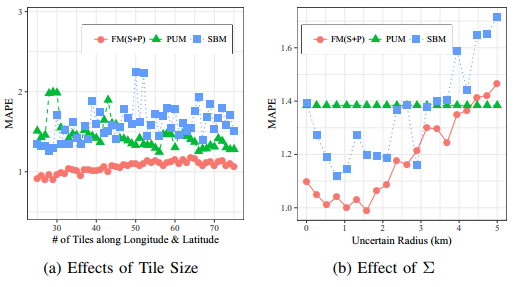 FM(S+P) PUM SBM
3
2
1
MAPE
30 40 50 60 70
# of Tiles along Longitude & Latitude
(a) Effects of Tile Size
FM(S+P) PUM SBM
1.6
1.4
1.2
1.0
MAPE
0 1 2 3 4 5
Uncertain Radius (km)
(b) Effect of Σ